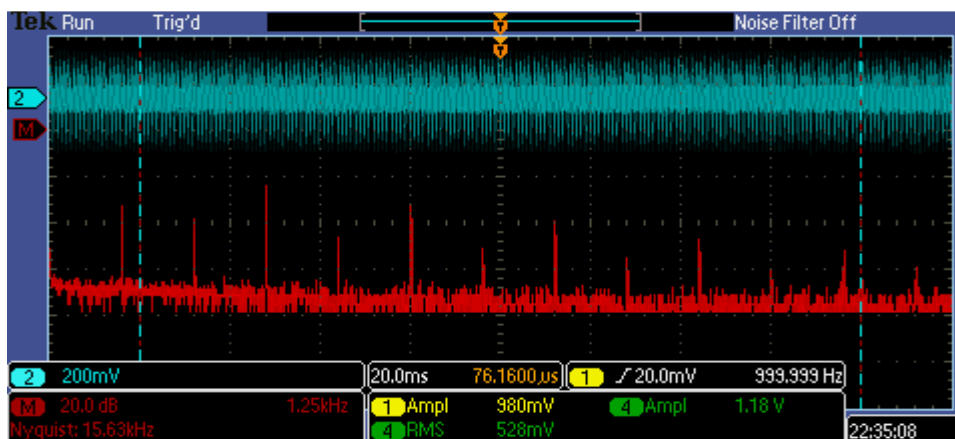 Tek Run Trig'd Noise Filter Off
T
T
2
M
2 200mV 20.0ms 76.1600µs 1 ∫ 20.0mV 999.999 Hz
M 20.0 dB 1.25kHz 1 Ampl 980mV 4 Ampl 1.18 V
Nyquist: 15.63kHz 4 RMS 528mV 22:35:08